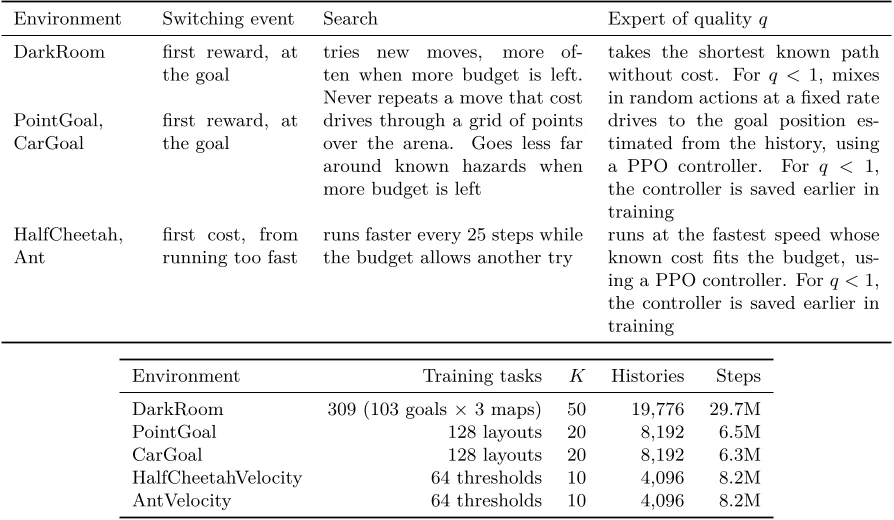 Environment Switching event Search Expert of quality q
DarkRoom first reward, at tries new moves, more of- takes the shortest known path
the goal ten when more budget is left. without cost. For q < 1, mixes
Never repeats a move that cost in random actions at a fixed rate
PointGoal, first reward, at drives through a grid of points drives to the goal position es-
CarGoal the goal over the arena. Goes less far timated from the history, using
around known hazards when a PPO controller. For q < 1,
more budget is left the controller is saved earlier in
training
HalfCheetah, first cost, from runs faster every 25 steps while runs at the fastest speed whose
Ant running too fast the budget allows another try known cost fits the budget, us-
ing a PPO controller. For q < 1,
the controller is saved earlier in
training
Environment Training tasks K Histories Steps
DarkRoom 309 (103 goals × 3 maps) 50 19,776 29.7M
PointGoal 128 layouts 20 8,192 6.5M
CarGoal 128 layouts 20 8,192 6.3M
HalfCheetahVelocity 64 thresholds 10 4,096 8.2M
AntVelocity 64 thresholds 10 4,096 8.2M